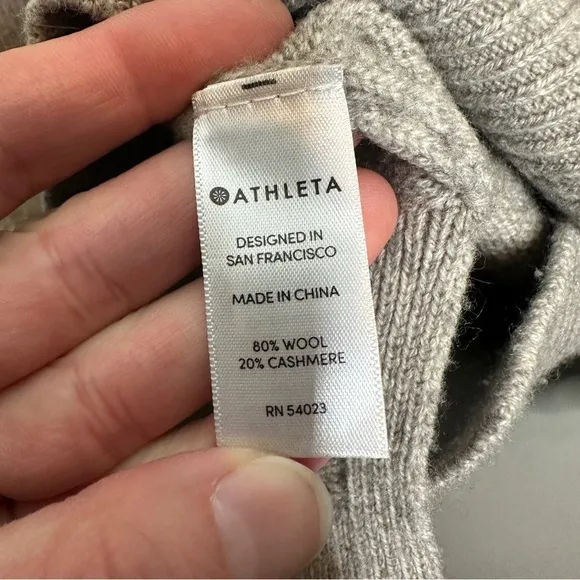 ATHLETA
DESIGNED IN
SAN FRANCISCO
MADE IN CHINA
80% WOOL
20% CASHMERE
RN 54023